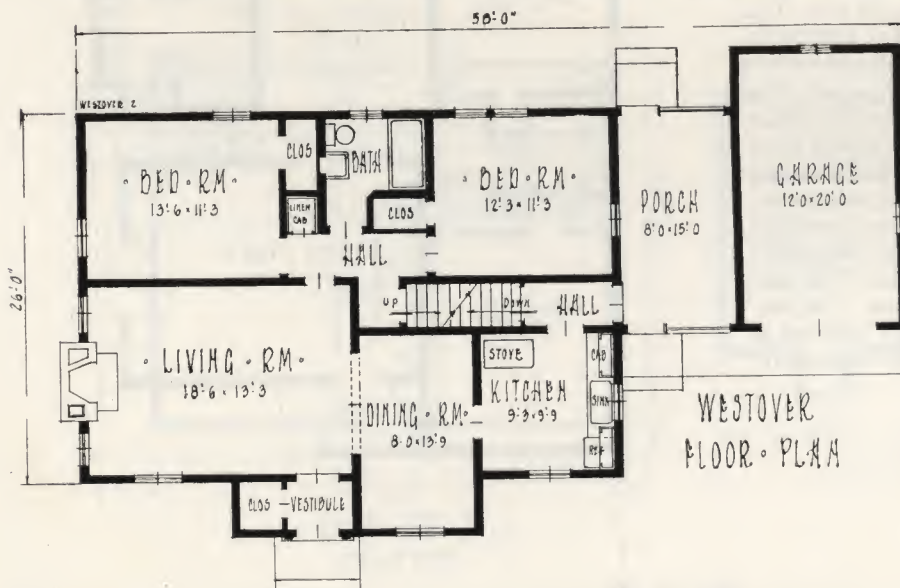 58'-0"
WESTOVER 2
BED·RM·
13'-6 × 11'-3
CLOS
BATH
LINEN
CAB
CLOS
·BED·RM·
12'-3 × 11'-3
PORCH
8'-0 × 15'-0
GARAGE
12'-0 × 20'-0
HALL
26'-0"
UP
DOWN
HALL
·LIVING·RM·
18'-6 × 13'-3
DINING·RM·
8-0 × 13'-9
STOVE
KITCHEN
9'-3 × 9'-9
CAB
SINK
REF
CLOS
VESTIBULE
WESTOVER
FLOOR·PLAN